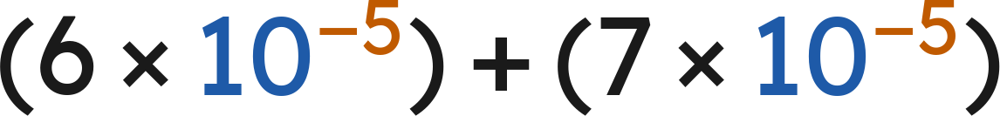 (6 × 10⁻⁵) + (7 × 10⁻⁵)